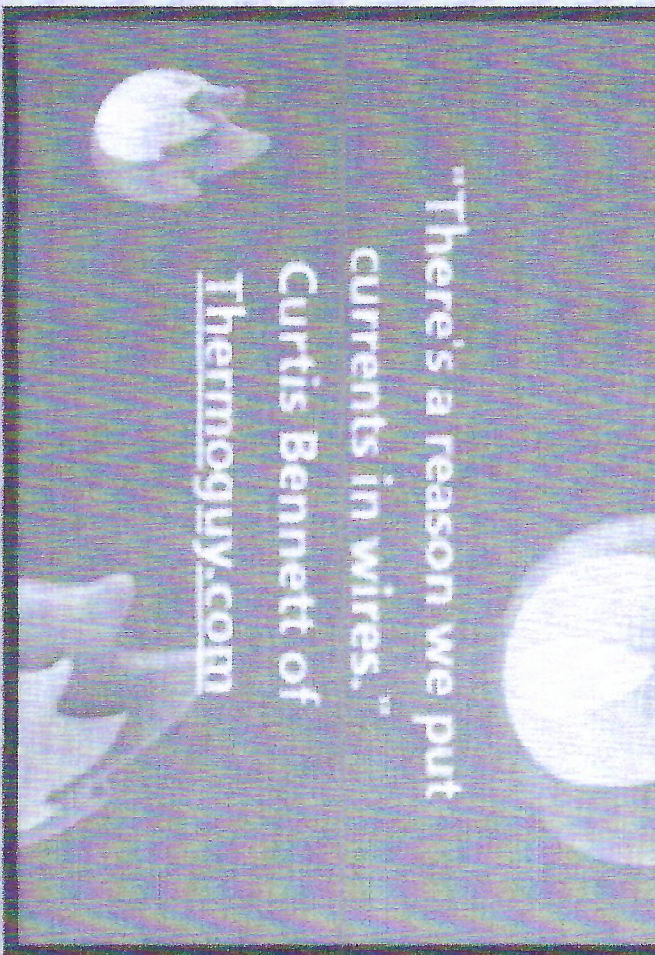 "There's a reason we put
currents in wires."
Curtis Bennett of
Thermoguy.com